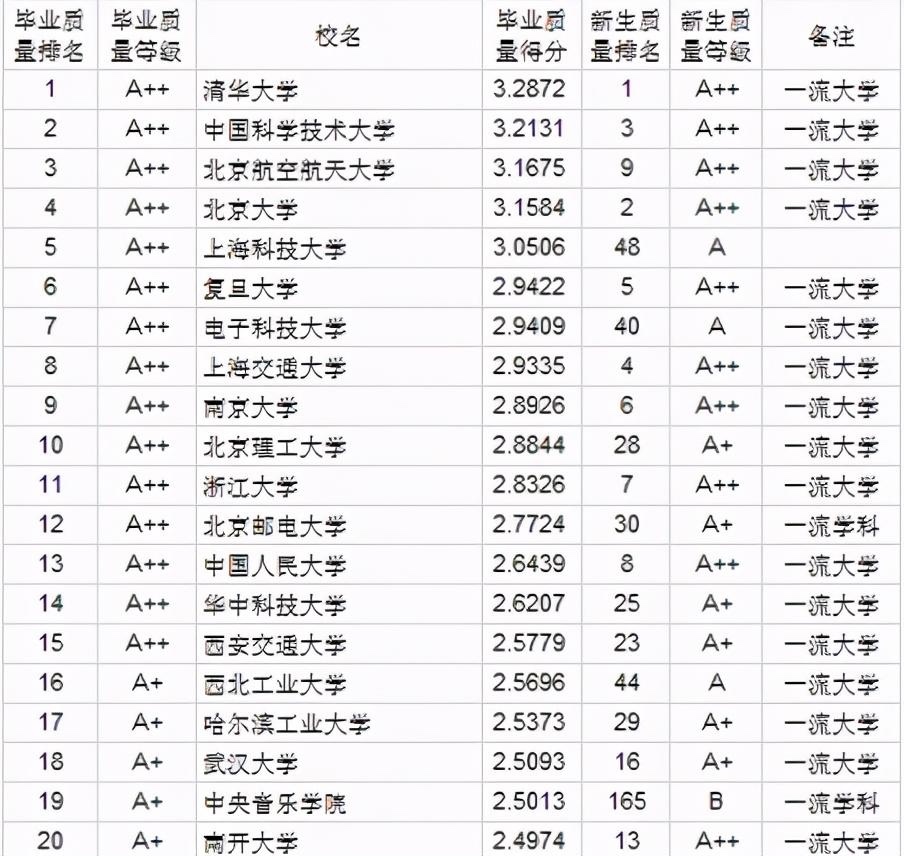 毕业质量排名 毕业质量等级 校名 毕业质量得分 新生质量排名 新生质量等级 备注
1 A++ 清华大学 3.2872 1 A++ 一流大学
2 A++ 中国科学技术大学 3.2131 3 A++ 一流大学
3 A++ 北京航空航天大学 3.1675 9 A++ 一流大学
4 A++ 北京大学 3.1584 2 A++ 一流大学
5 A++ 上海科技大学 3.0506 48 A
6 A++ 复旦大学 2.9422 5 A++ 一流大学
7 A++ 电子科技大学 2.9409 40 A 一流大学
8 A++ 上海交通大学 2.9335 4 A++ 一流大学
9 A++ 南京大学 2.8926 6 A++ 一流大学
10 A++ 北京理工大学 2.8844 28 A+ 一流大学
11 A++ 浙江大学 2.8326 7 A++ 一流大学
12 A++ 北京邮电大学 2.7724 30 A+ 一流学科
13 A++ 中国人民大学 2.6439 8 A++ 一流大学
14 A++ 华中科技大学 2.6207 25 A+ 一流大学
15 A++ 西安交通大学 2.5779 23 A+ 一流大学
16 A+ 西北工业大学 2.5696 44 A 一流大学
17 A+ 哈尔滨工业大学 2.5373 29 A+ 一流大学
18 A+ 武汉大学 2.5093 16 A+ 一流大学
19 A+ 中央音乐学院 2.5013 165 B 一流学科
20 A+ 南开大学 2.4974 13 A++ 一流大学